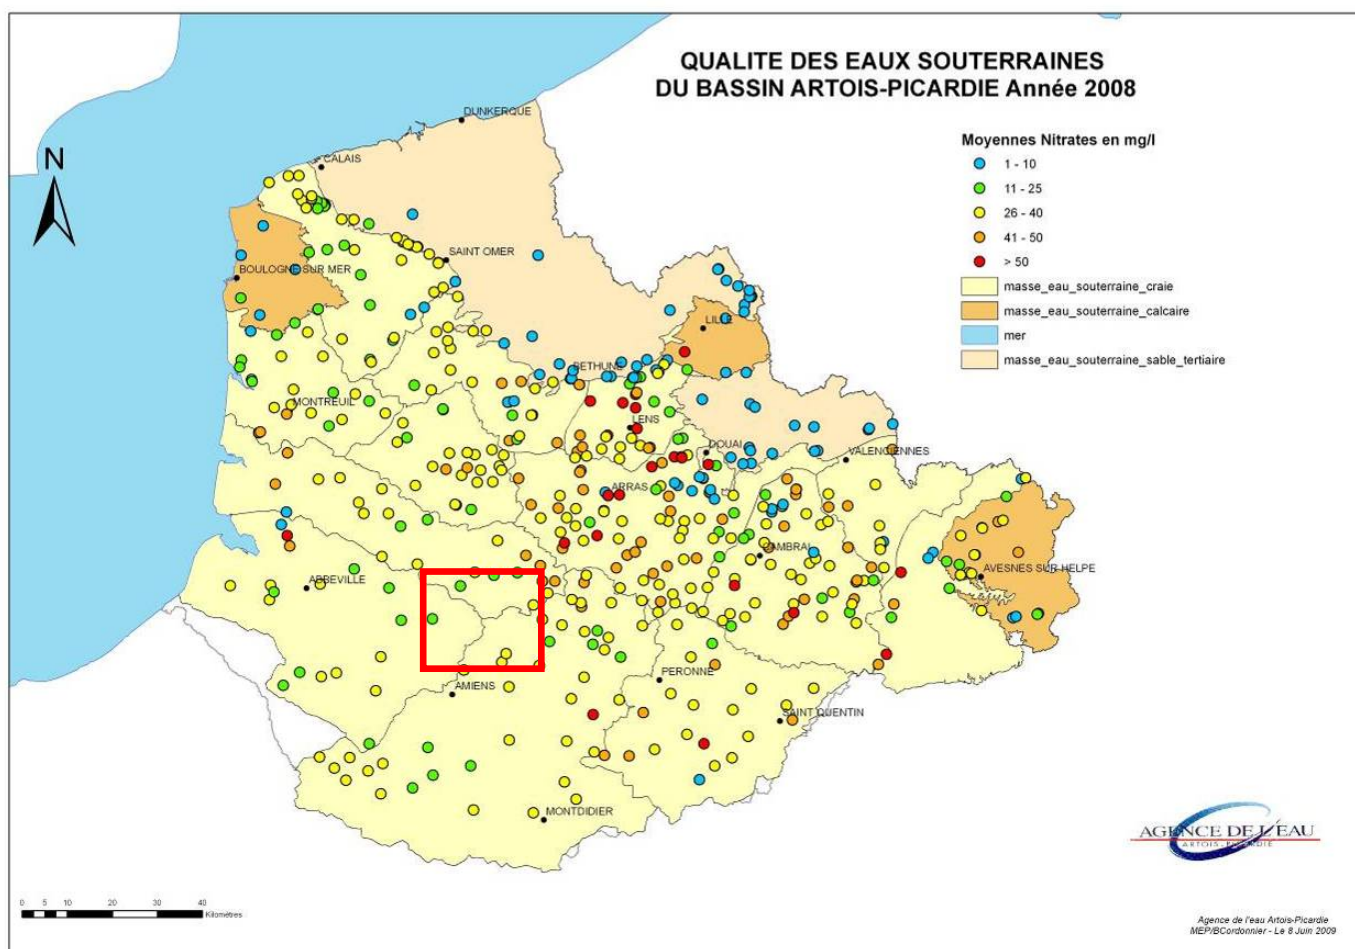 QUALITE DES EAUX SOUTERRAINES
DU BASSIN ARTOIS-PICARDIE Année 2008
Moyennes Nitrates en mg/l
1 - 10
11 - 25
26 - 40
41 - 50
> 50
masse_eau_souterraine_craie
masse_eau_souterraine_calcaire
mer
masse_eau_souterraine_sable_tertiaire
N
DUNKERQUE
CALAIS
SAINT OMER
BOULOGNE SUR MER
LILLE
BETHUNE
MONTREUIL
LENS
DOUAI
VALENCIENNES
ARRAS
CAMBRAI
AVESNES SUR HELPE
ABBEVILLE
PERONNE
AMIENS
SAINT QUENTIN
MONTDIDIER
AGENCE DE L'EAU
ARTOIS-PICARDIE
0 5 10 20 30 40
Kilomètres
Agence de l'eau Artois-Picardie
MEP/BCordonnier - Le 8 Juin 2009